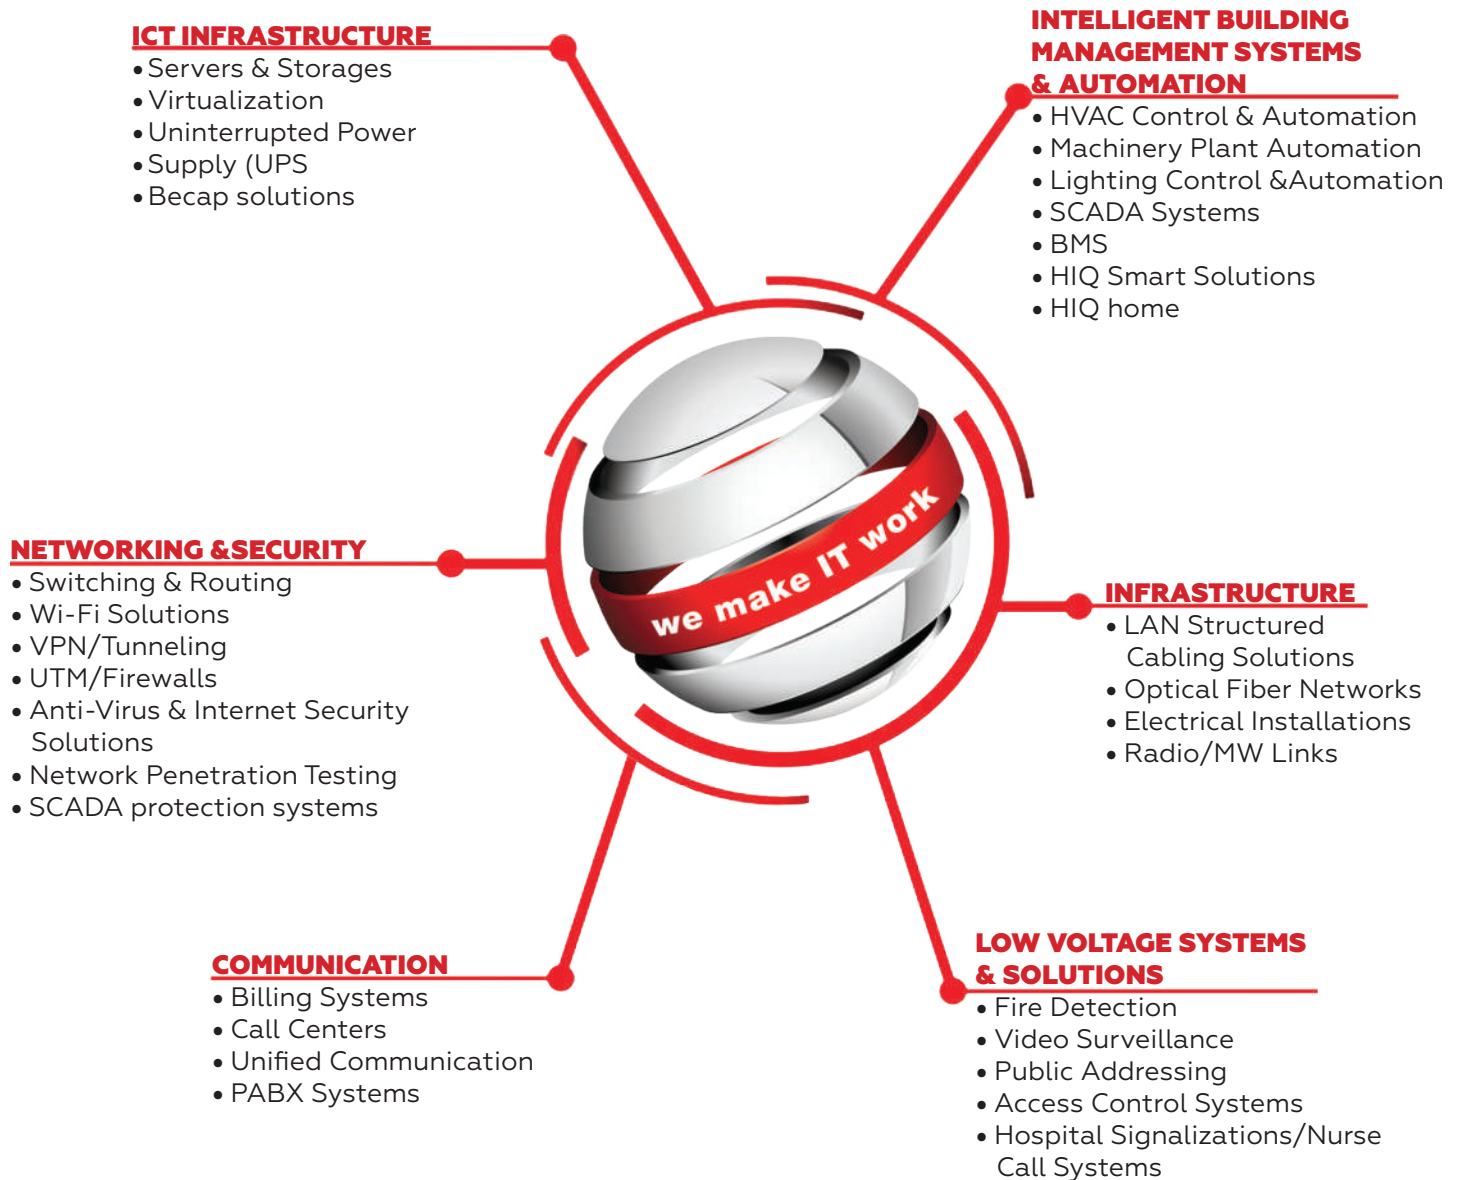 ICT INFRASTRUCTURE
• Servers & Storages
• Virtualization
• Uninterrupted Power
• Supply (UPS
• Becap solutions
INTELLIGENT BUILDING
MANAGEMENT SYSTEMS
& AUTOMATION
• HVAC Control & Automation
• Machinery Plant Automation
• Lighting Control &Automation
• SCADA Systems
• BMS
• HIQ Smart Solutions
• HIQ home
we make IT work
NETWORKING &SECURITY
• Switching & Routing
• Wi-Fi Solutions
• VPN/Tunneling
• UTM/Firewalls
• Anti-Virus & Internet Security
Solutions
• Network Penetration Testing
• SCADA protection systems
INFRASTRUCTURE
• LAN Structured
Cabling Solutions
• Optical Fiber Networks
• Electrical Installations
• Radio/MW Links
COMMUNICATION
• Billing Systems
• Call Centers
• Unified Communication
• PABX Systems
LOW VOLTAGE SYSTEMS
& SOLUTIONS
• Fire Detection
• Video Surveillance
• Public Addressing
• Access Control Systems
• Hospital Signalizations/Nurse
Call Systems